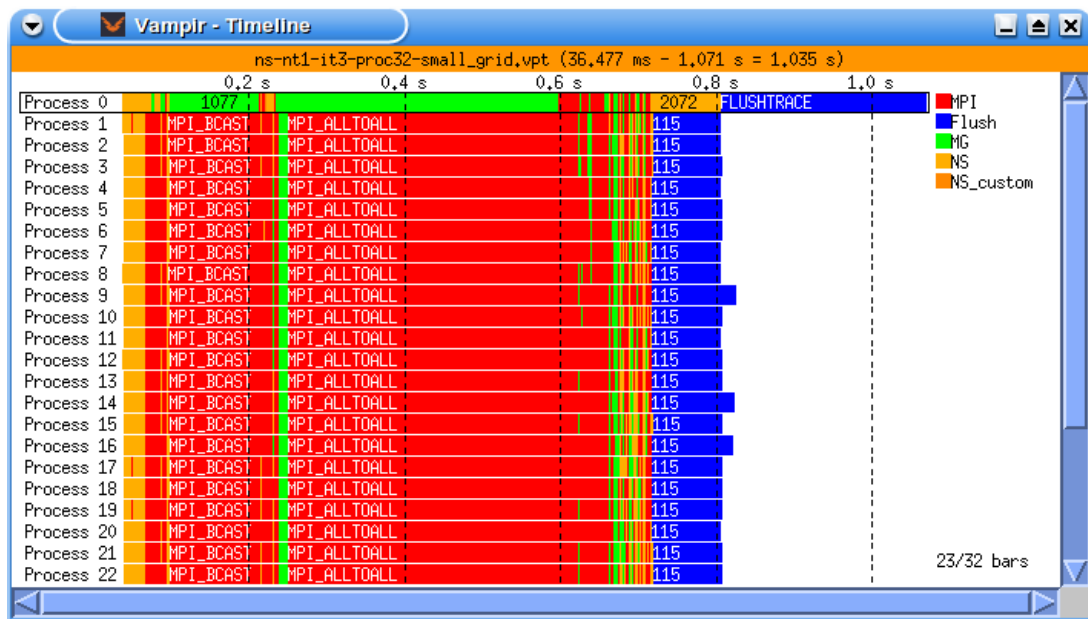 Vampir - Timeline
ns-nt1-it3-proc32-small_grid.vpt (36.477 ms - 1.071 s = 1.035 s)
0.2 s 0.4 s 0.6 s 0.8 s 1.0 s
Process 0 1077 2072 FLUSHTRACE MPI
Process 1 MPI_BCAST MPI_ALLTOALL 115 Flush
Process 2 MPI_BCAST MPI_ALLTOALL 115 MG
Process 3 MPI_BCAST MPI_ALLTOALL 115 NS
Process 4 MPI_BCAST MPI_ALLTOALL 115 NS_custom
Process 5 MPI_BCAST MPI_ALLTOALL 115
Process 6 MPI_BCAST MPI_ALLTOALL 115
Process 7 MPI_BCAST MPI_ALLTOALL 115
Process 8 MPI_BCAST MPI_ALLTOALL 115
Process 9 MPI_BCAST MPI_ALLTOALL 115
Process 10 MPI_BCAST MPI_ALLTOALL 115
Process 11 MPI_BCAST MPI_ALLTOALL 115
Process 12 MPI_BCAST MPI_ALLTOALL 115
Process 13 MPI_BCAST MPI_ALLTOALL 115
Process 14 MPI_BCAST MPI_ALLTOALL 115
Process 15 MPI_BCAST MPI_ALLTOALL 115
Process 16 MPI_BCAST MPI_ALLTOALL 115
Process 17 MPI_BCAST MPI_ALLTOALL 115
Process 18 MPI_BCAST MPI_ALLTOALL 115
Process 19 MPI_BCAST MPI_ALLTOALL 115
Process 20 MPI_BCAST MPI_ALLTOALL 115
Process 21 MPI_BCAST MPI_ALLTOALL 115
Process 22 MPI_BCAST MPI_ALLTOALL 115
23/32 bars